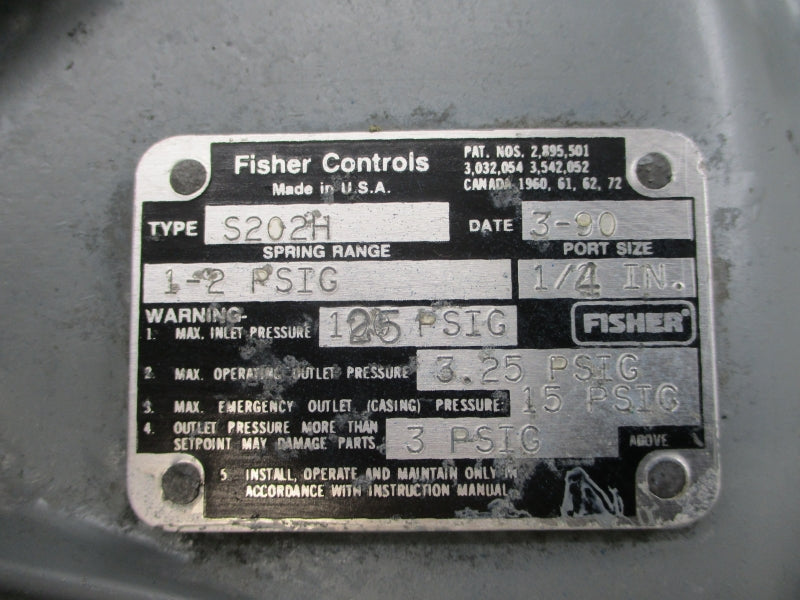 Fisher Controls
Made in U.S.A.
PAT. NOS. 2,895,501
3,032,054 3,542,052
CANADA 1960, 61, 62, 72
TYPE S202H DATE 3-90
SPRING RANGE PORT SIZE
1-2 PSIG 1/4 IN.
WARNING-
1. MAX. INLET PRESSURE PSIG
FISHER
2. MAX. OPERATING OUTLET PRESSURE 3.25 PSIG
3. MAX. EMERGENCY OUTLET (CASING) PRESSURE: 15 PSIG
4. OUTLET PRESSURE MORE THAN 3 PSIG ABOVE
SETPOINT MAY DAMAGE PARTS.
5. INSTALL, OPERATE AND MAINTAIN ONLY IN
ACCORDANCE WITH INSTRUCTION MANUAL